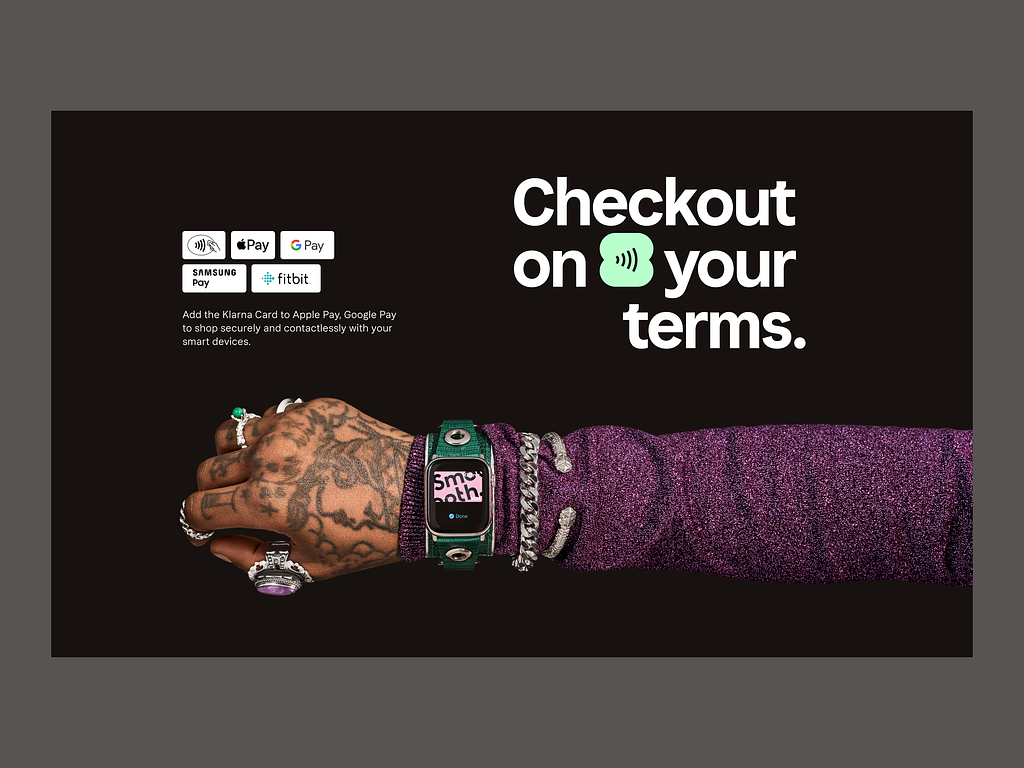 Checkout
on your
terms.
Pay
G Pay
SAMSUNG
Pay
fitbit
Add the Klarna Card to Apple Pay, Google Pay
to shop securely and contactlessly with your
smart devices.
Smo
oth.
Done